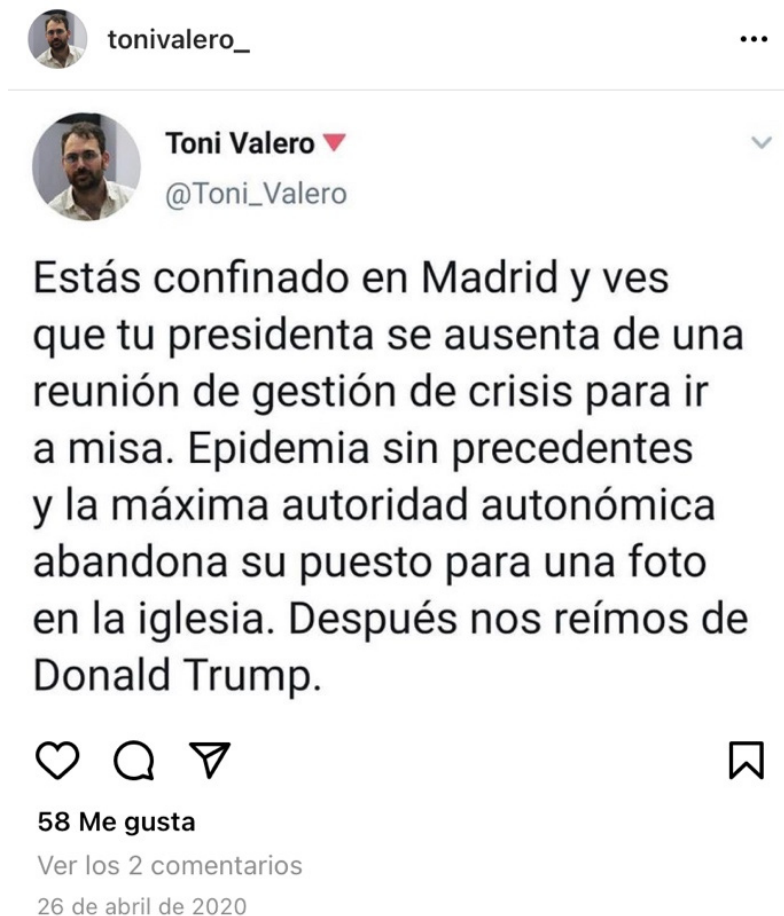 tonivalero_
Toni Valero
@Toni_Valero
Estás confinado en Madrid y ves
que tu presidenta se ausenta de una
reunión de gestión de crisis para ir
a misa. Epidemia sin precedentes
y la máxima autoridad autonómica
abandona su puesto para una foto
en la iglesia. Después nos reímos de
Donald Trump.
58 Me gusta
Ver los 2 comentarios
26 de abril de 2020